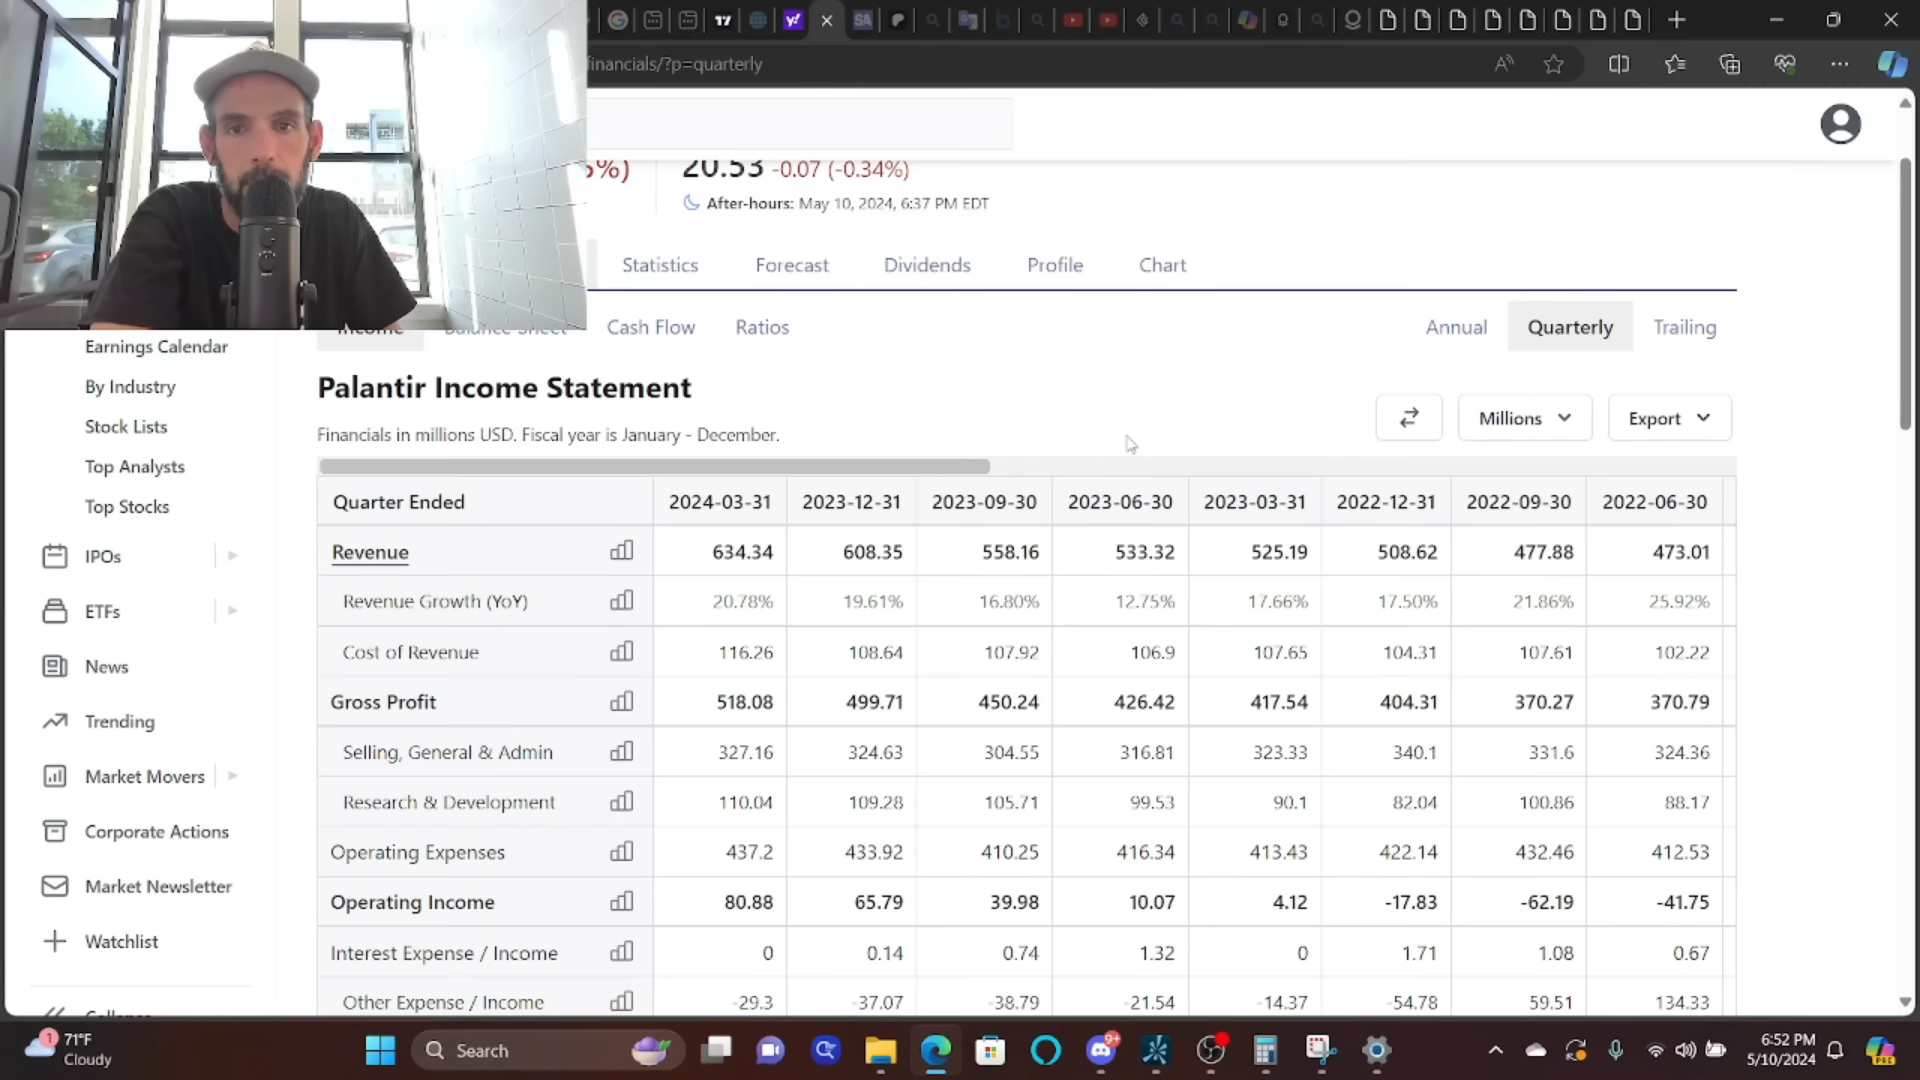 financials/?p=quarterly
5%)
20.53 -0.07 (-0.34%)
After-hours: May 10, 2024, 6:37 PM EDT
Statistics Forecast Dividends Profile Chart
Income Balance Sheet Cash Flow Ratios Annual Quarterly Trailing
Earnings Calendar
By Industry
Stock Lists
Top Analysts
Top Stocks
IPOs
ETFs
News
Trending
Market Movers
Corporate Actions
Market Newsletter
Watchlist
Palantir Income Statement
Financials in millions USD. Fiscal year is January - December.
Millions Export
Quarter Ended 2024-03-31 2023-12-31 2023-09-30 2023-06-30 2023-03-31 2022-12-31 2022-09-30 2022-06-30
Revenue 634.34 608.35 558.16 533.32 525.19 508.62 477.88 473.01
Revenue Growth (YoY) 20.78% 19.61% 16.80% 12.75% 17.66% 17.50% 21.86% 25.92%
Cost of Revenue 116.26 108.64 107.92 106.9 107.65 104.31 107.61 102.22
Gross Profit 518.08 499.71 450.24 426.42 417.54 404.31 370.27 370.79
Selling, General & Admin 327.16 324.63 304.55 316.81 323.33 340.1 331.6 324.36
Research & Development 110.04 109.28 105.71 99.53 90.1 82.04 100.86 88.17
Operating Expenses 437.2 433.92 410.25 416.34 413.43 422.14 432.46 412.53
Operating Income 80.88 65.79 39.98 10.07 4.12 -17.83 -62.19 -41.75
Interest Expense / Income 0 0.14 0.74 1.32 0 1.71 1.08 0.67
Other Expense / Income -29.3 -37.07 -38.79 -21.54 -14.37 -54.78 59.51 134.33
71°F
Cloudy
Search
6:52 PM
5/10/2024